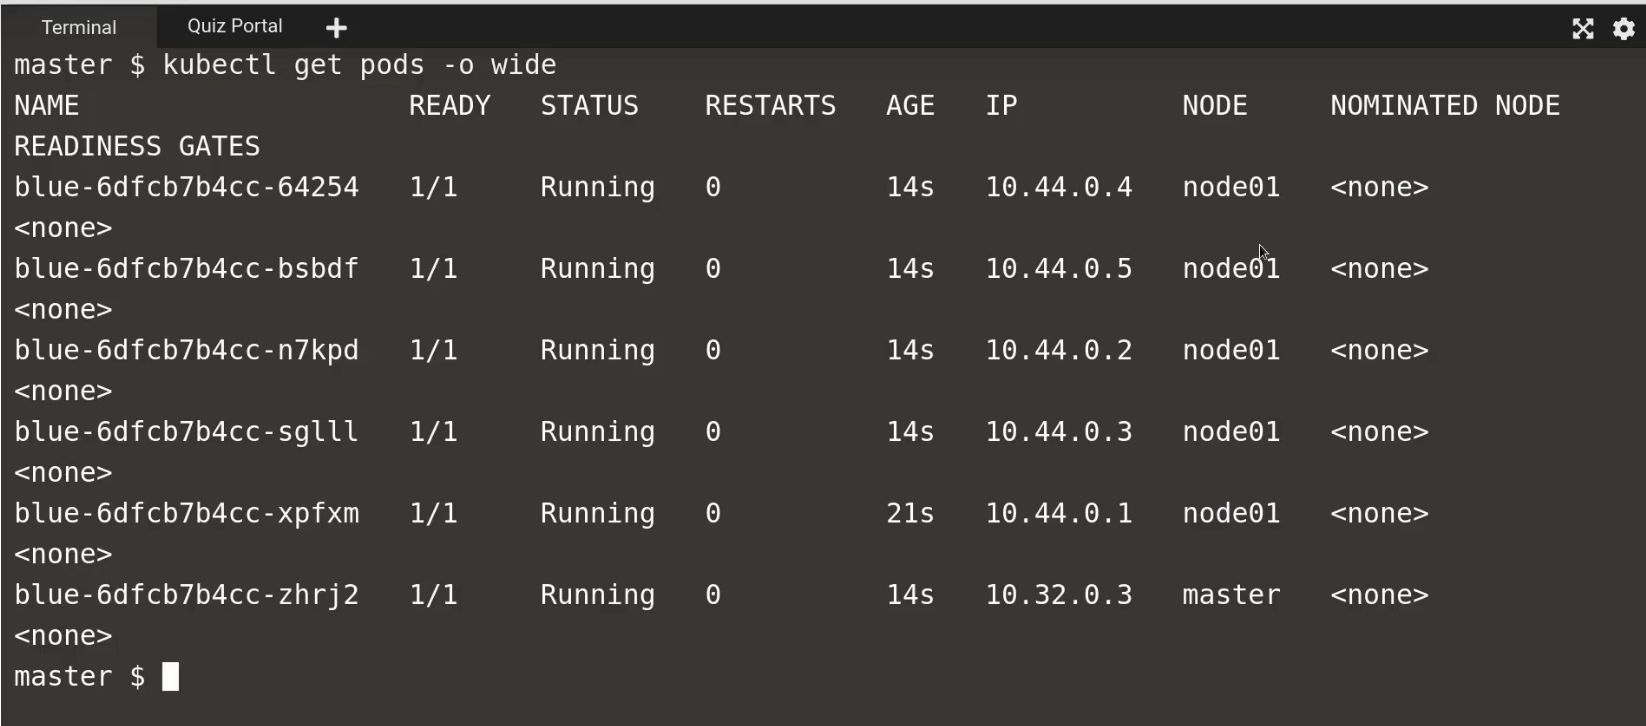 Terminal Quiz Portal +
master $ kubectl get pods -o wide
NAME READY STATUS RESTARTS AGE IP NODE NOMINATED NODE
READINESS GATES
blue-6dfcb7b4cc-64254 1/1 Running 0 14s 10.44.0.4 node01 <none>
<none>
blue-6dfcb7b4cc-bsbdf 1/1 Running 0 14s 10.44.0.5 node01 <none>
<none>
blue-6dfcb7b4cc-n7kpd 1/1 Running 0 14s 10.44.0.2 node01 <none>
<none>
blue-6dfcb7b4cc-sglll 1/1 Running 0 14s 10.44.0.3 node01 <none>
<none>
blue-6dfcb7b4cc-xpfxm 1/1 Running 0 21s 10.44.0.1 node01 <none>
<none>
blue-6dfcb7b4cc-zhrj2 1/1 Running 0 14s 10.32.0.3 master <none>
<none>
master $